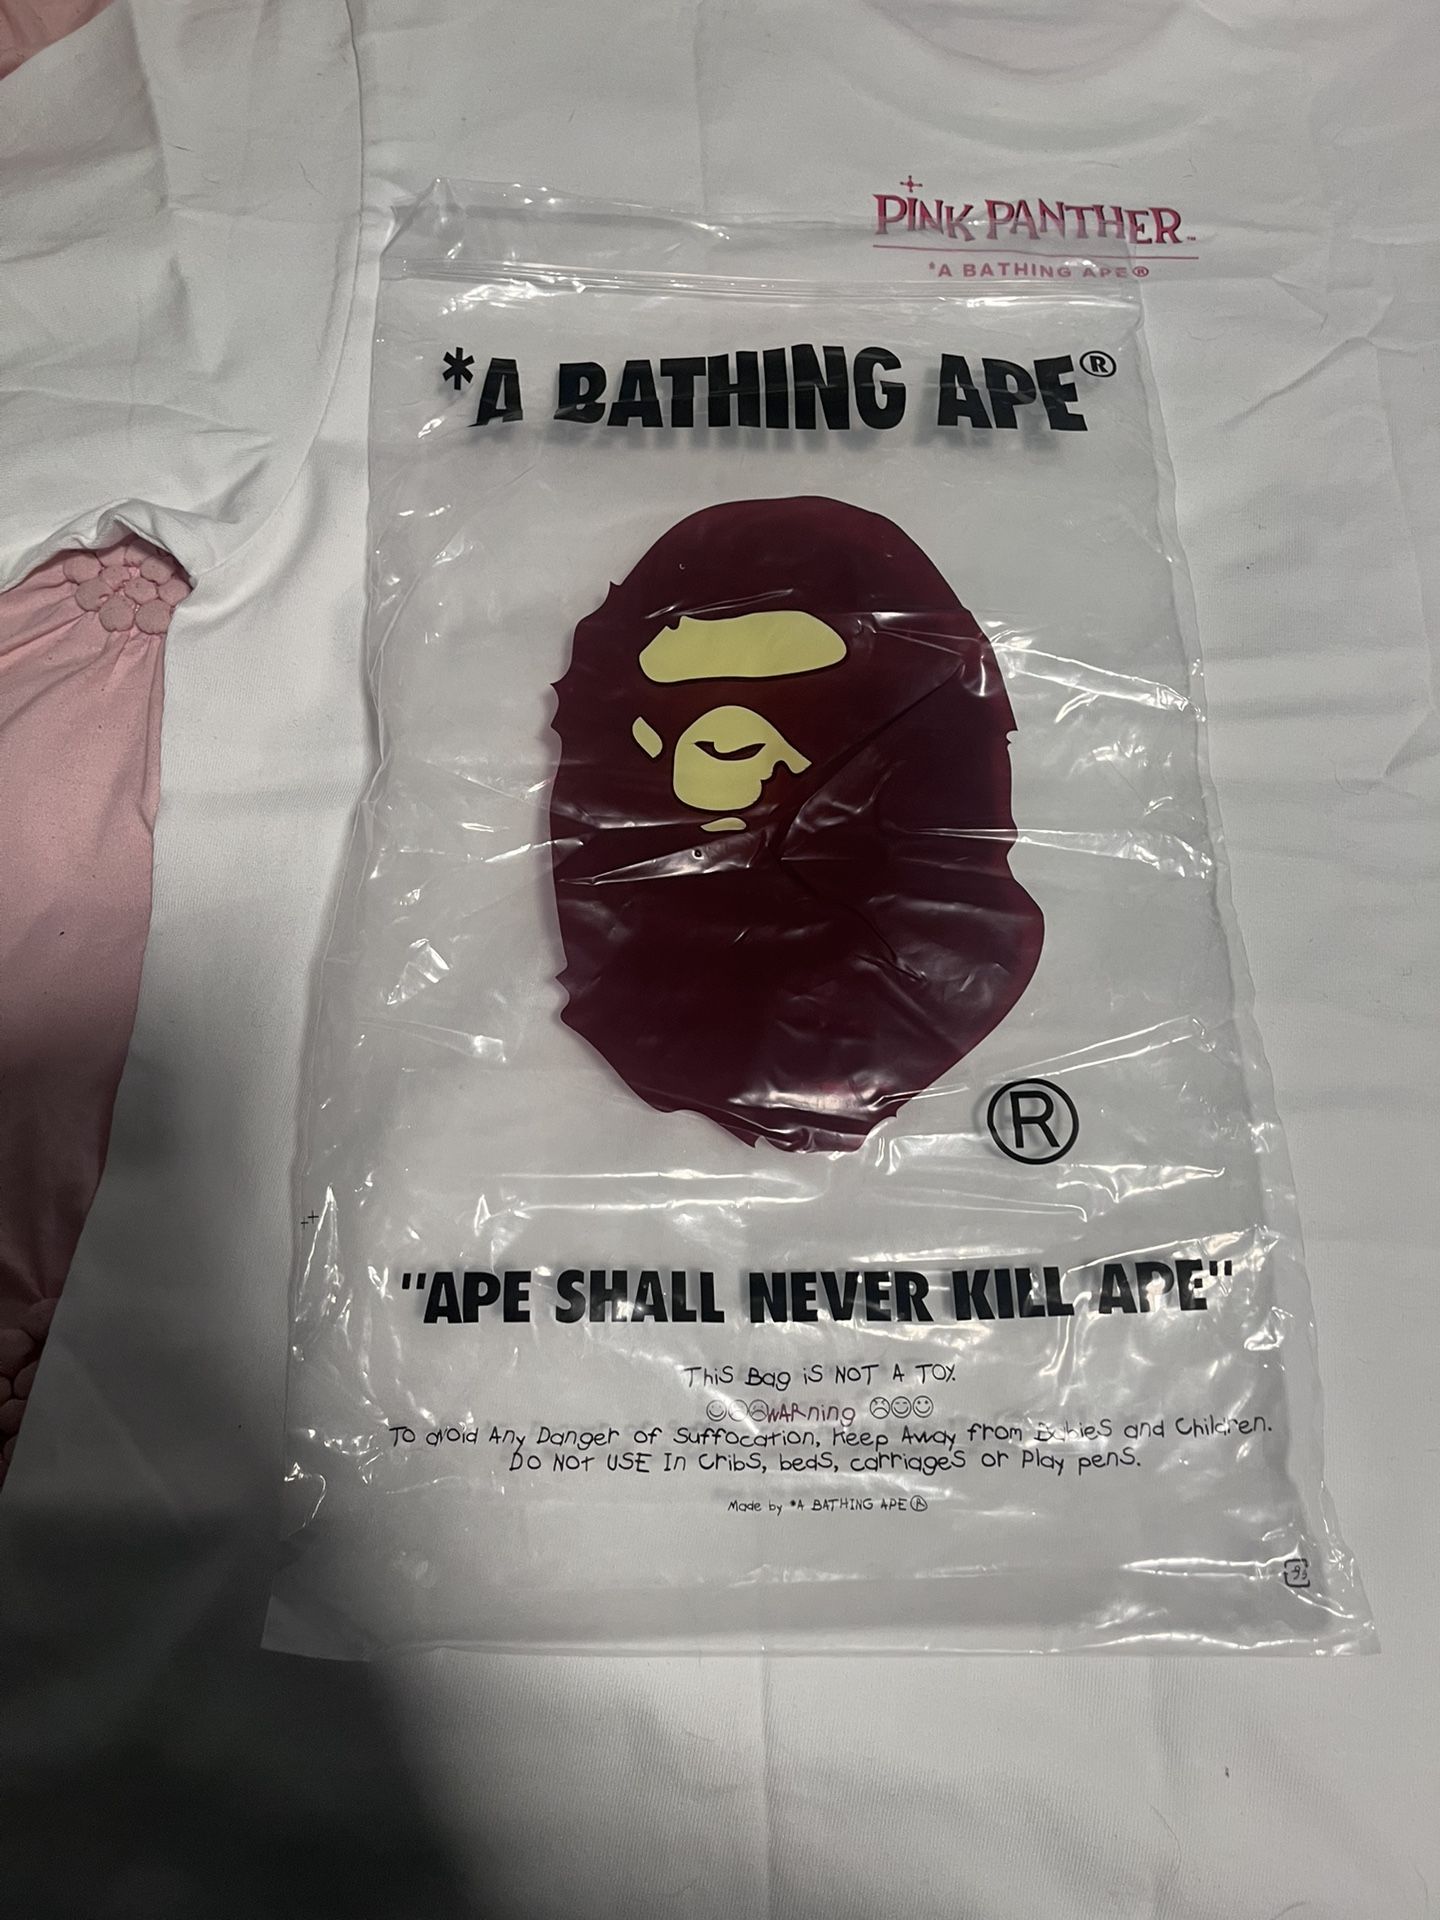 PINK PANTHER™
*A BATHING APE®
*A BATHING APE®
®
"APE SHALL NEVER KILL APE"
ThiS Bag iS NOT A TOY.
WARning
To avoid Any Danger of Suffocation, Keep Away from BabieS and Children.
DO NOt USE In CribS, bedS, carriageS or Play penS.
Made by *A BATHING APE®